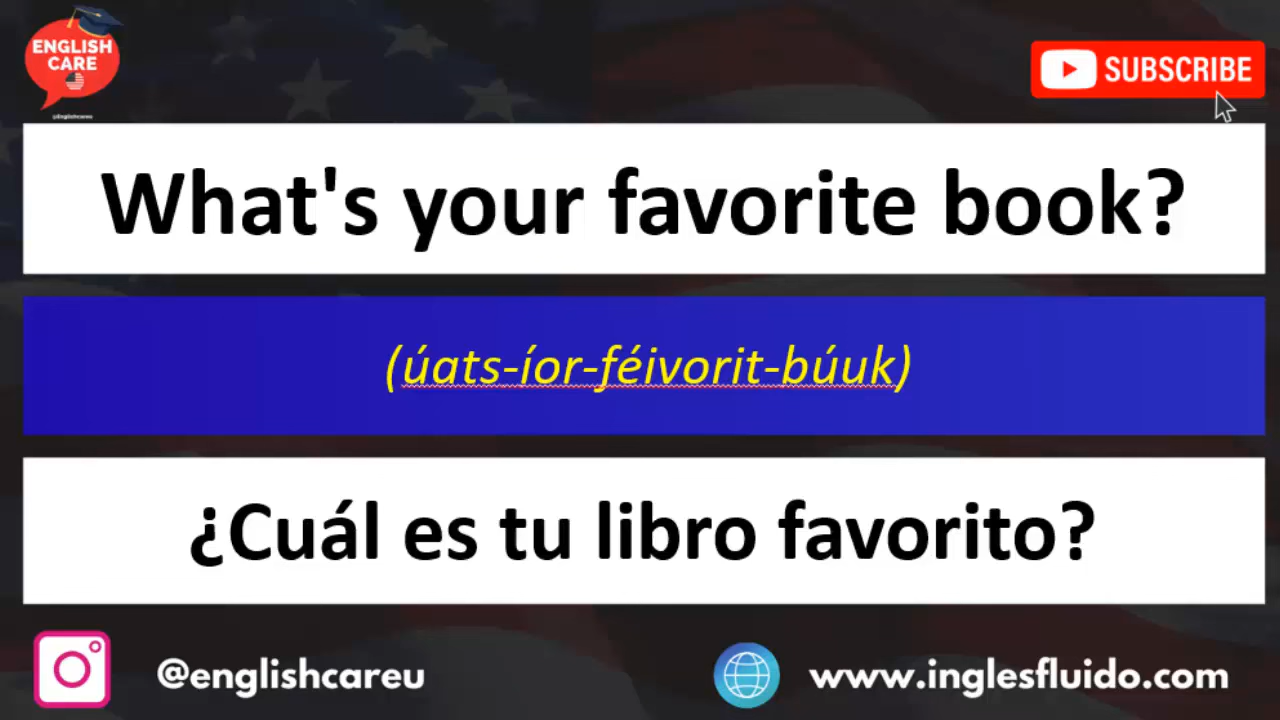 ENGLISH
CARE
@Englishcareu
SUBSCRIBE
What's your favorite book?
(úats-íor-féivorit-búuk)
¿Cuál es tu libro favorito?
@englishcareu
www.inglesfluido.com